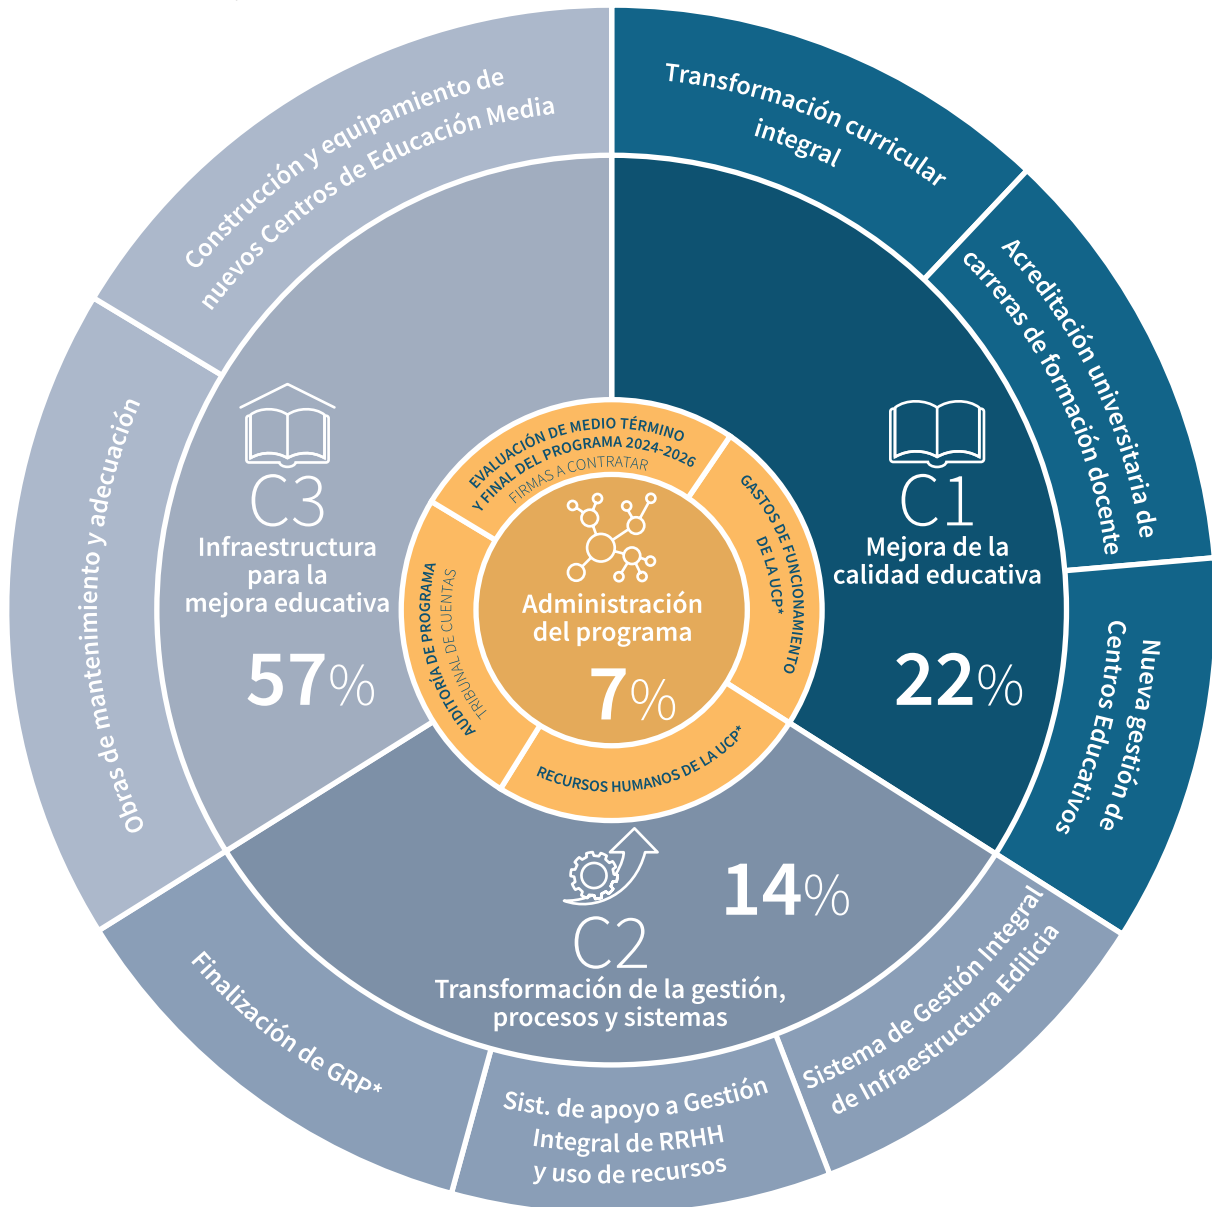 Construcción y equipamiento de
nuevos Centros de Educación Media
Obras de mantenimiento y adecuación
C3
Infraestructura
para la
mejora educativa
57%
Transformación curricular
integral
Acreditación universitaria de
carreras de formación docente
Nueva gestión de
Centros Educativos
C1
Mejora de la
calidad educativa
22%
EVALUACIÓN DE MEDIO TÉRMINO
Y FINAL DEL PROGRAMA 2024-2026
FIRMAS A CONTRATAR
GASTOS DE FUNCIONAMIENTO
DE LA UCP*
RECURSOS HUMANOS DE LA UCP*
AUDITORÍA DE PROGRAMA
TRIBUNAL DE CUENTAS
Administración
del programa
7%
14%
C2
Transformación de la gestión,
procesos y sistemas
Finalización de GRP*
Sist. de apoyo a Gestión
Integral de RRHH
y uso de recursos
Sistema de Gestión Integral
de Infraestructura Edilicia